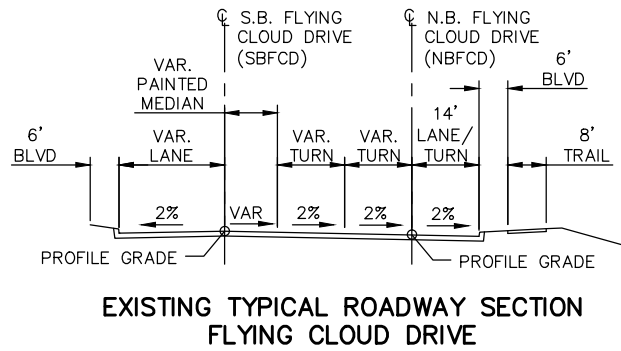 ℄ S.B. FLYING
CLOUD DRIVE
(SBFCD)
℄ N.B. FLYING
CLOUD DRIVE
(NBFCD)
VAR.
PAINTED
MEDIAN
6'
BLVD
6'
BLVD
VAR.
LANE
VAR.
TURN
VAR.
TURN
14'
LANE/
TURN
8'
TRAIL
2%
VAR
2%
2%
2%
PROFILE GRADE
PROFILE GRADE
EXISTING TYPICAL ROADWAY SECTION
FLYING CLOUD DRIVE